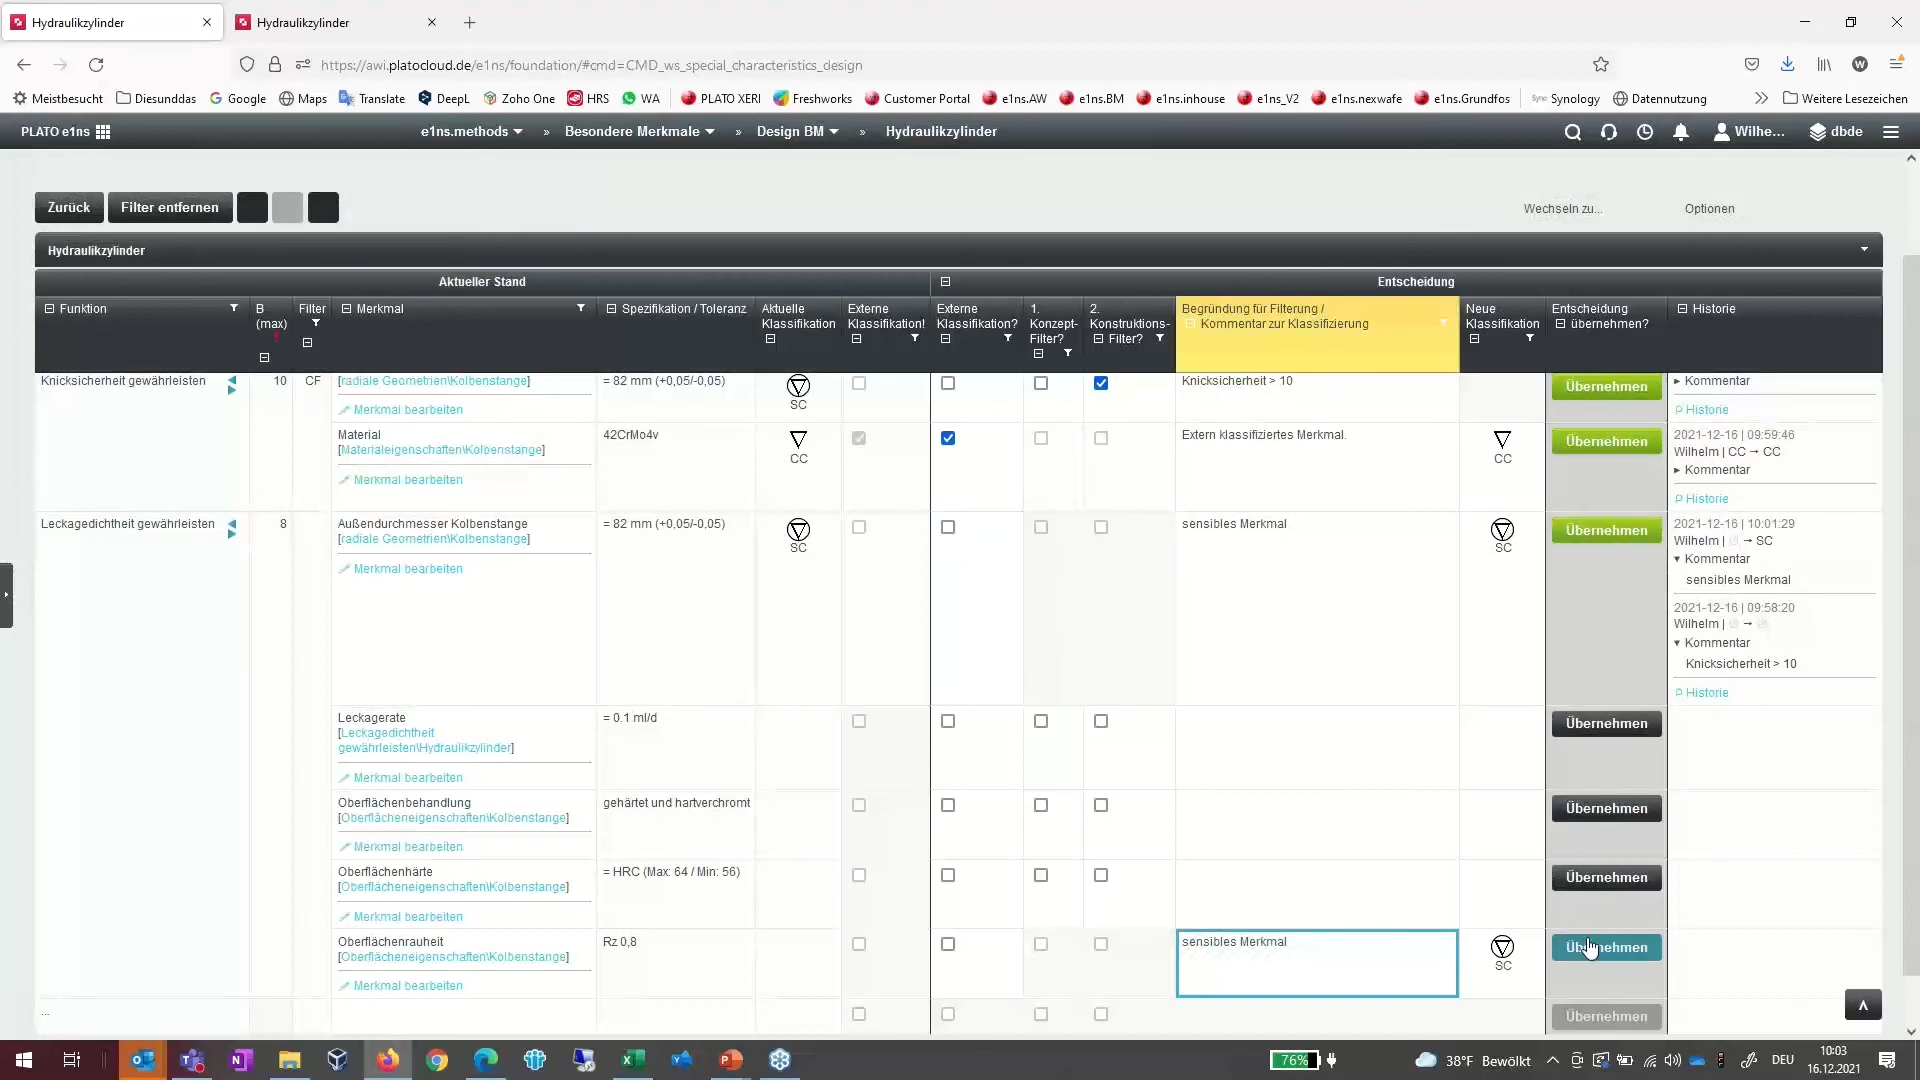 Hydraulikzylinder
Hydraulikzylinder
https://awi.platocloud.de/e1ns/foundation/#cmd=CMD_ws_special_characteristics_design
Meistbesucht Diesunddas Google Maps Translate DeepL Zoho One HRS WA PLATO XERI Freshworks Customer Portal e1ns.AW e1ns.BM e1ns.inhouse e1ns_V2 e1ns.nexwafe e1ns.Grundfos Synology Datennutzung Weitere Lesezeichen
PLATO e1ns e1ns.methods » Besondere Merkmale » Design BM » Hydraulikzylinder Wilhe... dbde
Zurück Filter entfernen Wechseln zu... Optionen
Hydraulikzylinder
Aktueller Stand Entscheidung
Funktion
B
(max)
Filter
Merkmal
Spezifikation / Toleranz
Aktuelle
Klassifikation
Externe
Klassifikation!
Externe
Klassifikation?
1.
Konzept-
Filter?
2.
Konstruktions-
Filter?
Begründung für Filterung /
Kommentar zur Klassifizierung
Neue
Klassifikation
Entscheidung
übernehmen?
Historie
Knicksicherheit gewährleisten 10 CF [radiale Geometrien\Kolbenstange] = 82 mm (+0,05/-0,05) SC Knicksicherheit > 10 Übernehmen Kommentar
Merkmal bearbeiten Historie
Material 42CrMo4v CC Extern klassifiziertes Merkmal. CC Übernehmen 2021-12-16 | 09:59:46
[Materialeigenschaften\Kolbenstange] Wilhelm | CC → CC
Kommentar
Merkmal bearbeiten
Historie
Leckagedichtheit gewährleisten 8 Außendurchmesser Kolbenstange = 82 mm (+0,05/-0,05) SC sensibles Merkmal SC Übernehmen 2021-12-16 | 10:01:29
[radiale Geometrien\Kolbenstange] Wilhelm | → SC
Kommentar
Merkmal bearbeiten
sensibles Merkmal
2021-12-16 | 09:58:20
Wilhelm | →
Kommentar
Knicksicherheit > 10
Historie
Leckagerate = 0.1 ml/d Übernehmen
[Leckagedichtheit
gewährleisten\Hydraulikzylinder]
Merkmal bearbeiten
Oberflächenbehandlung gehärtet und hartverchromt Übernehmen
[Oberflächeneigenschaften\Kolbenstange]
Merkmal bearbeiten
Oberflächenhärte = HRC (Max: 64 / Min: 56) Übernehmen
[Oberflächeneigenschaften\Kolbenstange]
Merkmal bearbeiten
Oberflächenrauheit Rz 0,8 sensibles Merkmal SC
[Oberflächeneigenschaften\Kolbenstange]
Merkmal bearbeiten
... Übernehmen
76% 38°F Bewölkt DEU 10:03
16.12.2021